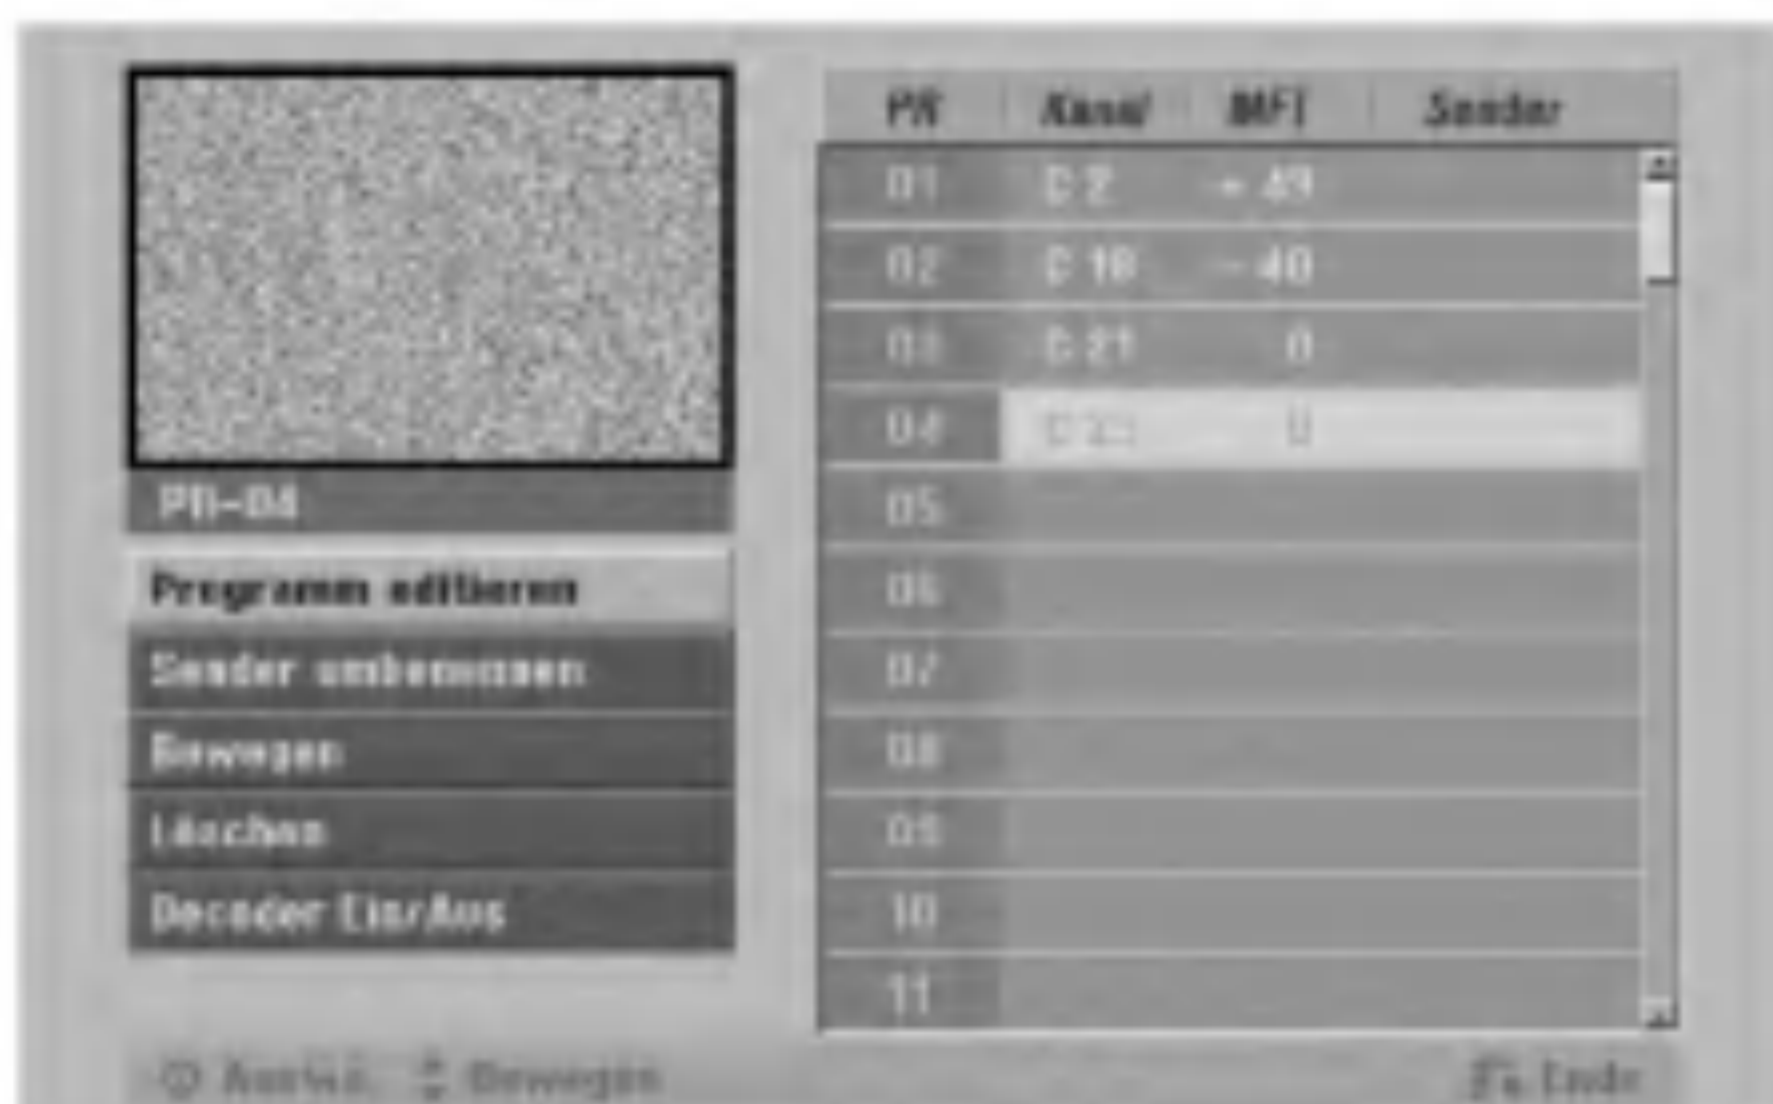 PR Kanal MFT Sender
01 C 2 + 49
02 C 10 - 40
03 C 21 0
04 0
05
06
07
08
09
10
11
PR-04
Programm editieren
Sender umbenennen
Bewegen
Löschen
Decoder Ein/Aus
Bewegen
Ende